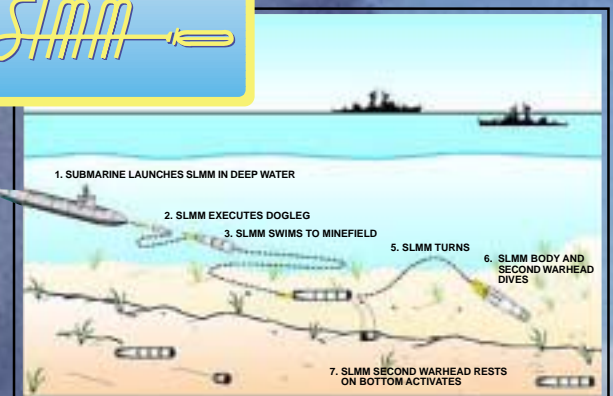 SLMM
1. SUBMARINE LAUNCHES SLMM IN DEEP WATER
2. SLMM EXECUTES DOGLEG
3. SLMM SWIMS TO MINEFIELD
5. SLMM TURNS
6. SLMM BODY AND
SECOND WARHEAD
DIVES
7. SLMM SECOND WARHEAD RESTS
ON BOTTOM ACTIVATES